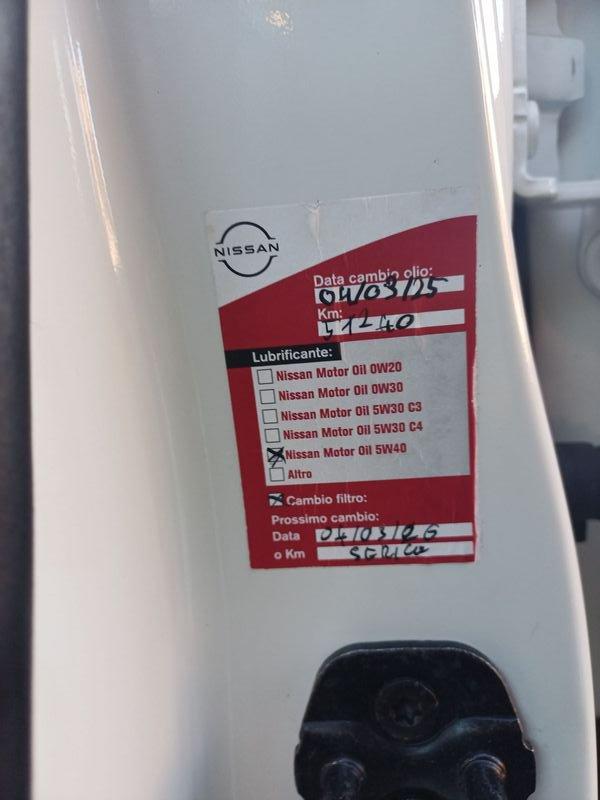 NISSAN
Data cambio olio:
04/03/25
Km:
51240
Lubrificante:
Nissan Motor Oil 0W20
Nissan Motor Oil 0W30
Nissan Motor Oil 5W30 C3
Nissan Motor Oil 5W30 C4
Nissan Motor Oil 5W40
Altro
Cambio filtro:
Prossimo cambio:
Data 04/03/26
o Km